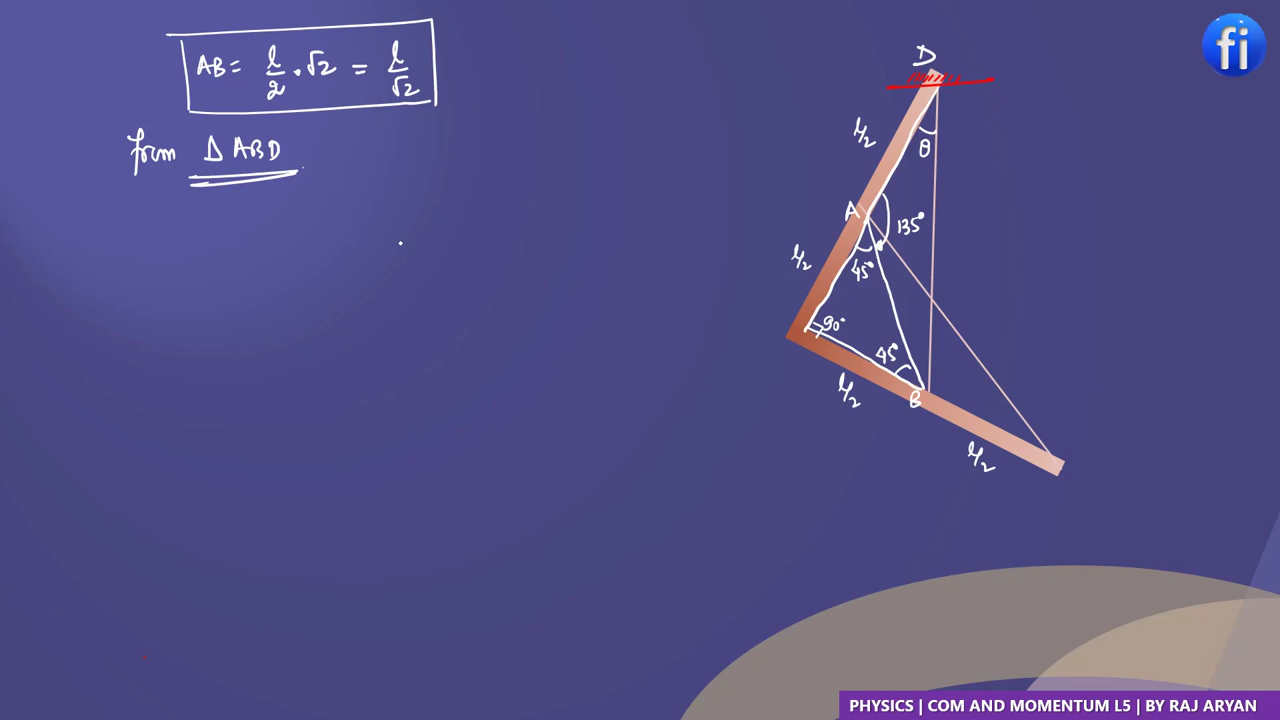 AB = l/2 . √2 = l/√2
from Δ ABD
D
l/2
θ
A
135°
l/2
45°
90°
45°
l/2
B
l/2
fi
PHYSICS | COM AND MOMENTUM L5 | BY RAJ ARYAN